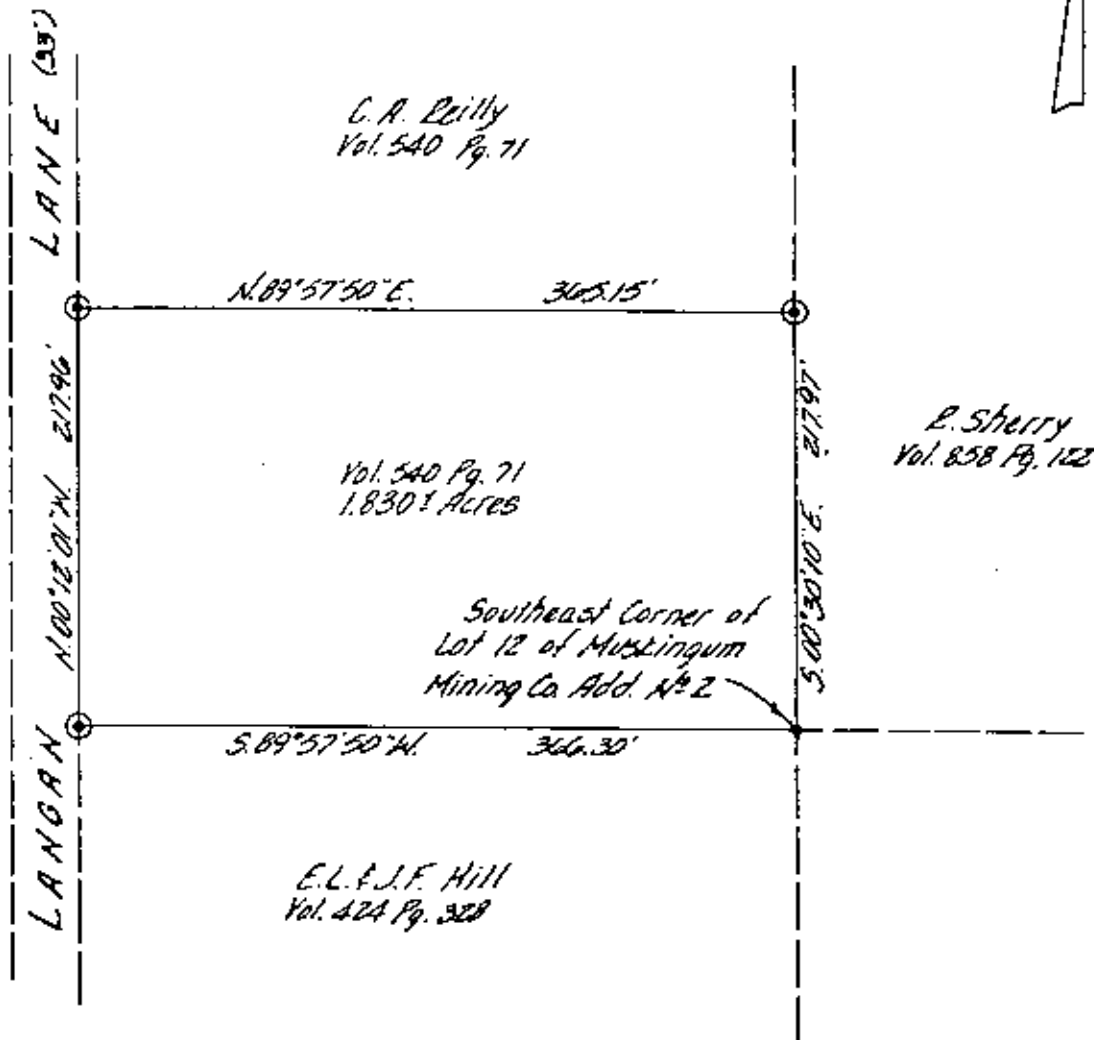 LANE (33')
C. A. Reilly
Vol. 540 Pg. 71
N.89°57'50"E. 365.15'
N.00°12'01"W. 217.96'
S.00°30'10"E. 217.97'
R. Sherry
Vol. 858 Pg. 122
Vol. 540 Pg. 71
1.830± Acres
Southeast Corner of
Lot 12 of Muskingum
Mining Co. Add. Nº 2
S.89°57'50"W. 366.30'
LANGAN
E.L. & J.F. Hill
Vol. 424 Pg. 328